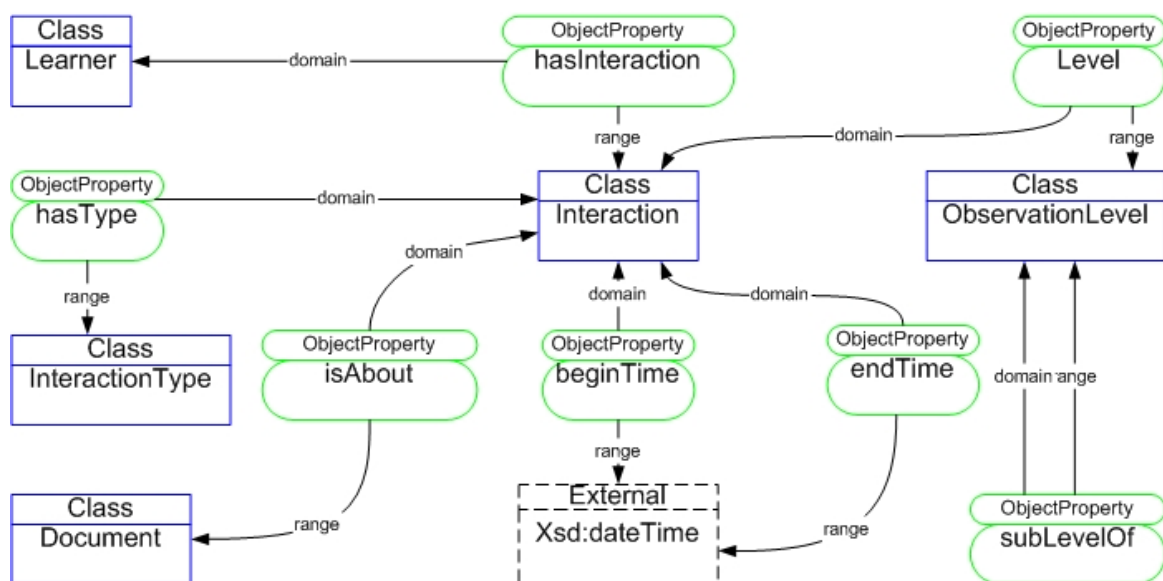 Class
Learner
domain
ObjectProperty
hasInteraction
ObjectProperty
Level
range
domain
range
ObjectProperty
hasType
domain
Class
Interaction
Class
ObservationLevel
range
domain
domain
domain
Class
InteractionType
ObjectProperty
isAbout
ObjectProperty
beginTime
ObjectProperty
endTime
domain
ange
range
range
range
Class
Document
External
Xsd:dateTime
ObjectProperty
subLevelOf